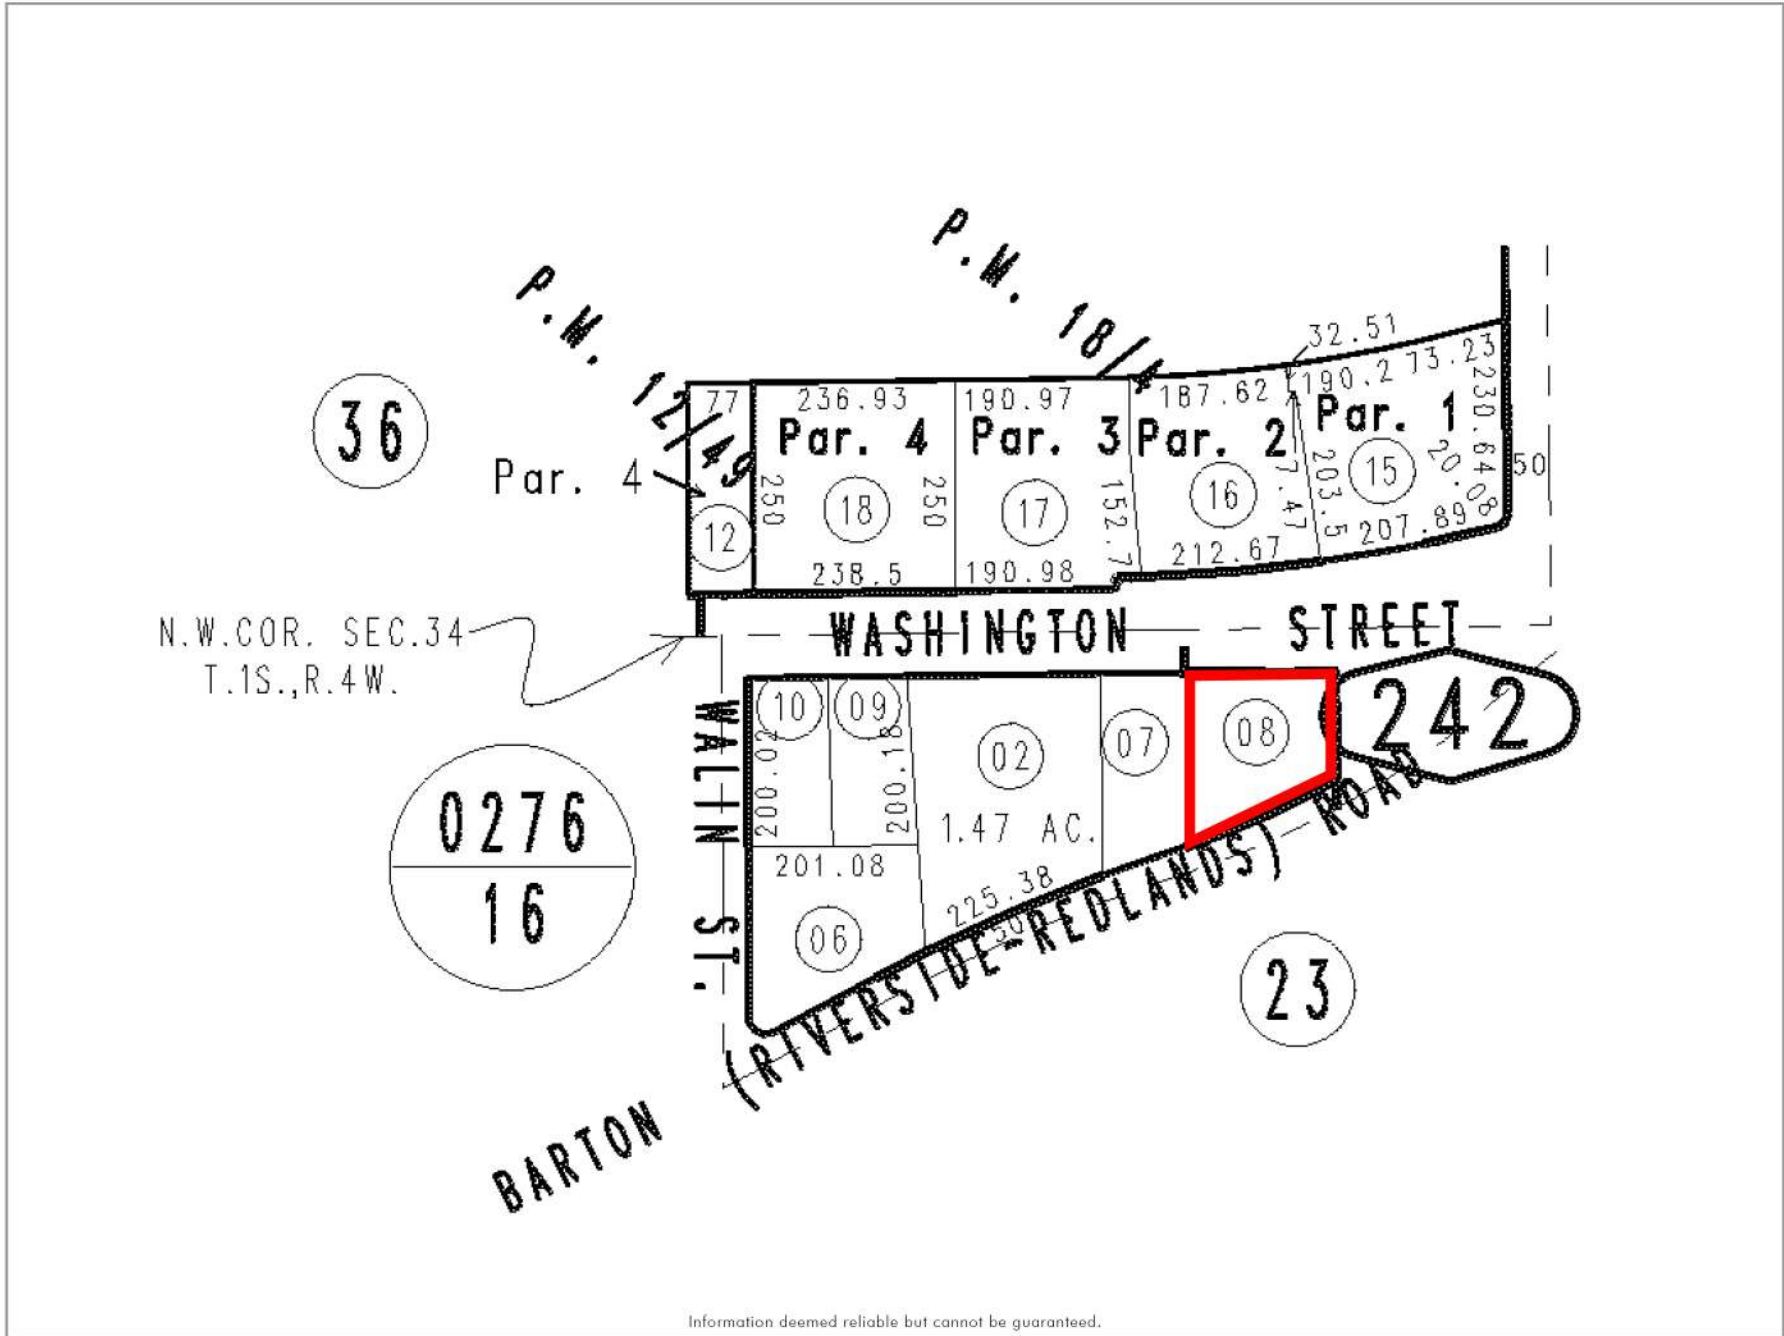 P.M. 18/4
P.M. 12/49
32.51
36
77
236.93
190.97
187.62
190.2
73.23
Par. 4
Par. 3
Par. 2
Par. 1
230.64
Par. 4
250
18
250
17
152.7
16
7.47
203.5
15
20.08
50
12
238.5
190.98
212.67
207.89
N.W.COR. SEC.34
T.1S.,R.4W.
WASHINGTON STREET
WALIN ST.
10
09
02
07
08
242
200.02
200.18
1.47 AC.
0276
16
201.08
225.38
06
50
23
BARTON (RIVERSIDE-REDLANDS) ROAD
Information deemed reliable but cannot be guaranteed.